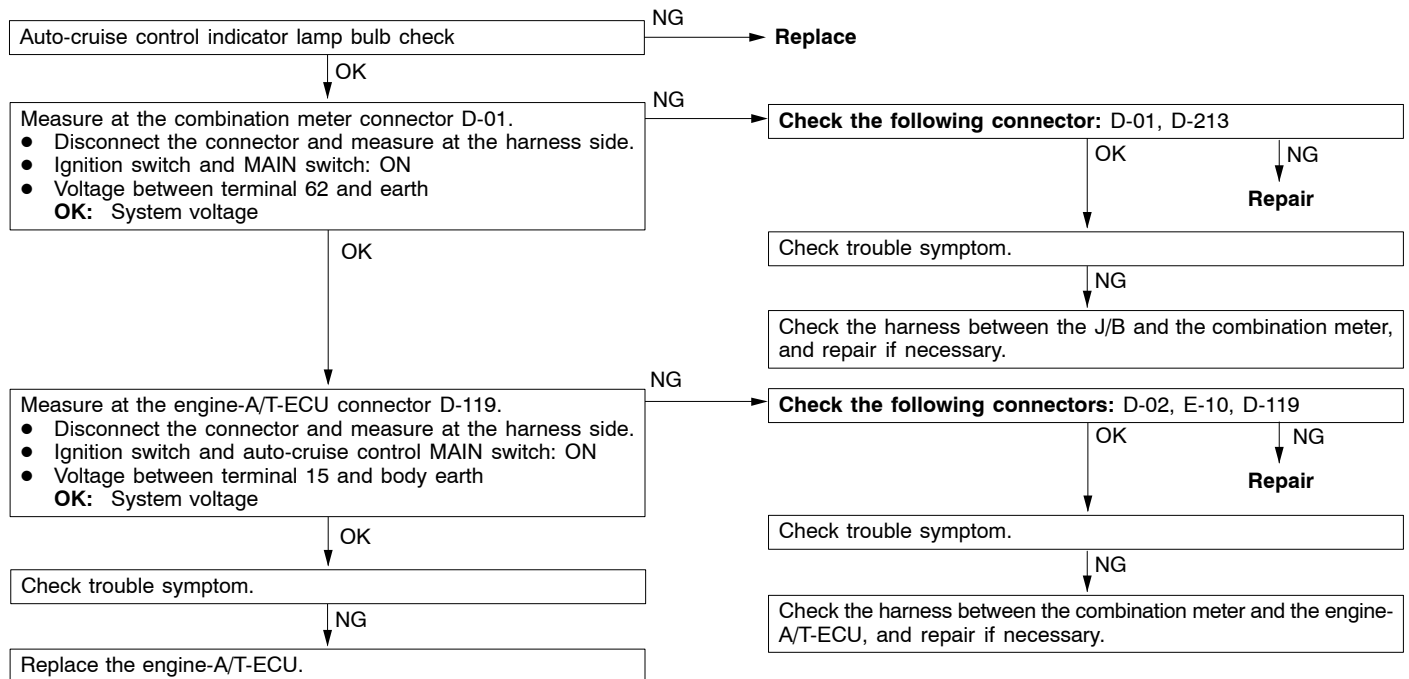 Auto-cruise control indicator lamp bulb check
NG
Replace
OK
Measure at the combination meter connector D-01.
● Disconnect the connector and measure at the harness side.
● Ignition switch and MAIN switch: ON
● Voltage between terminal 62 and earth
OK: System voltage
NG
Check the following connector: D-01, D-213
OK
NG
Repair
Check trouble symptom.
NG
Check the harness between the J/B and the combination meter,
and repair if necessary.
OK
Measure at the engine-A/T-ECU connector D-119.
● Disconnect the connector and measure at the harness side.
● Ignition switch and auto-cruise control MAIN switch: ON
● Voltage between terminal 15 and body earth
OK: System voltage
NG
Check the following connectors: D-02, E-10, D-119
OK
NG
Repair
Check trouble symptom.
NG
Check the harness between the combination meter and the engine-
A/T-ECU, and repair if necessary.
OK
Check trouble symptom.
NG
Replace the engine-A/T-ECU.